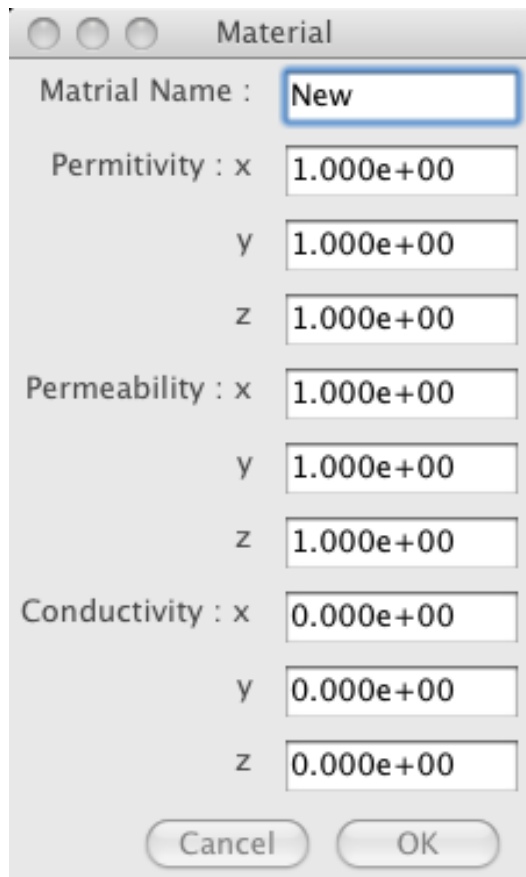 Material
Matrial Name : New
Permitivity : x 1.000e+00
y 1.000e+00
z 1.000e+00
Permeability : x 1.000e+00
y 1.000e+00
z 1.000e+00
Conductivity : x 0.000e+00
y 0.000e+00
z 0.000e+00
Cancel OK